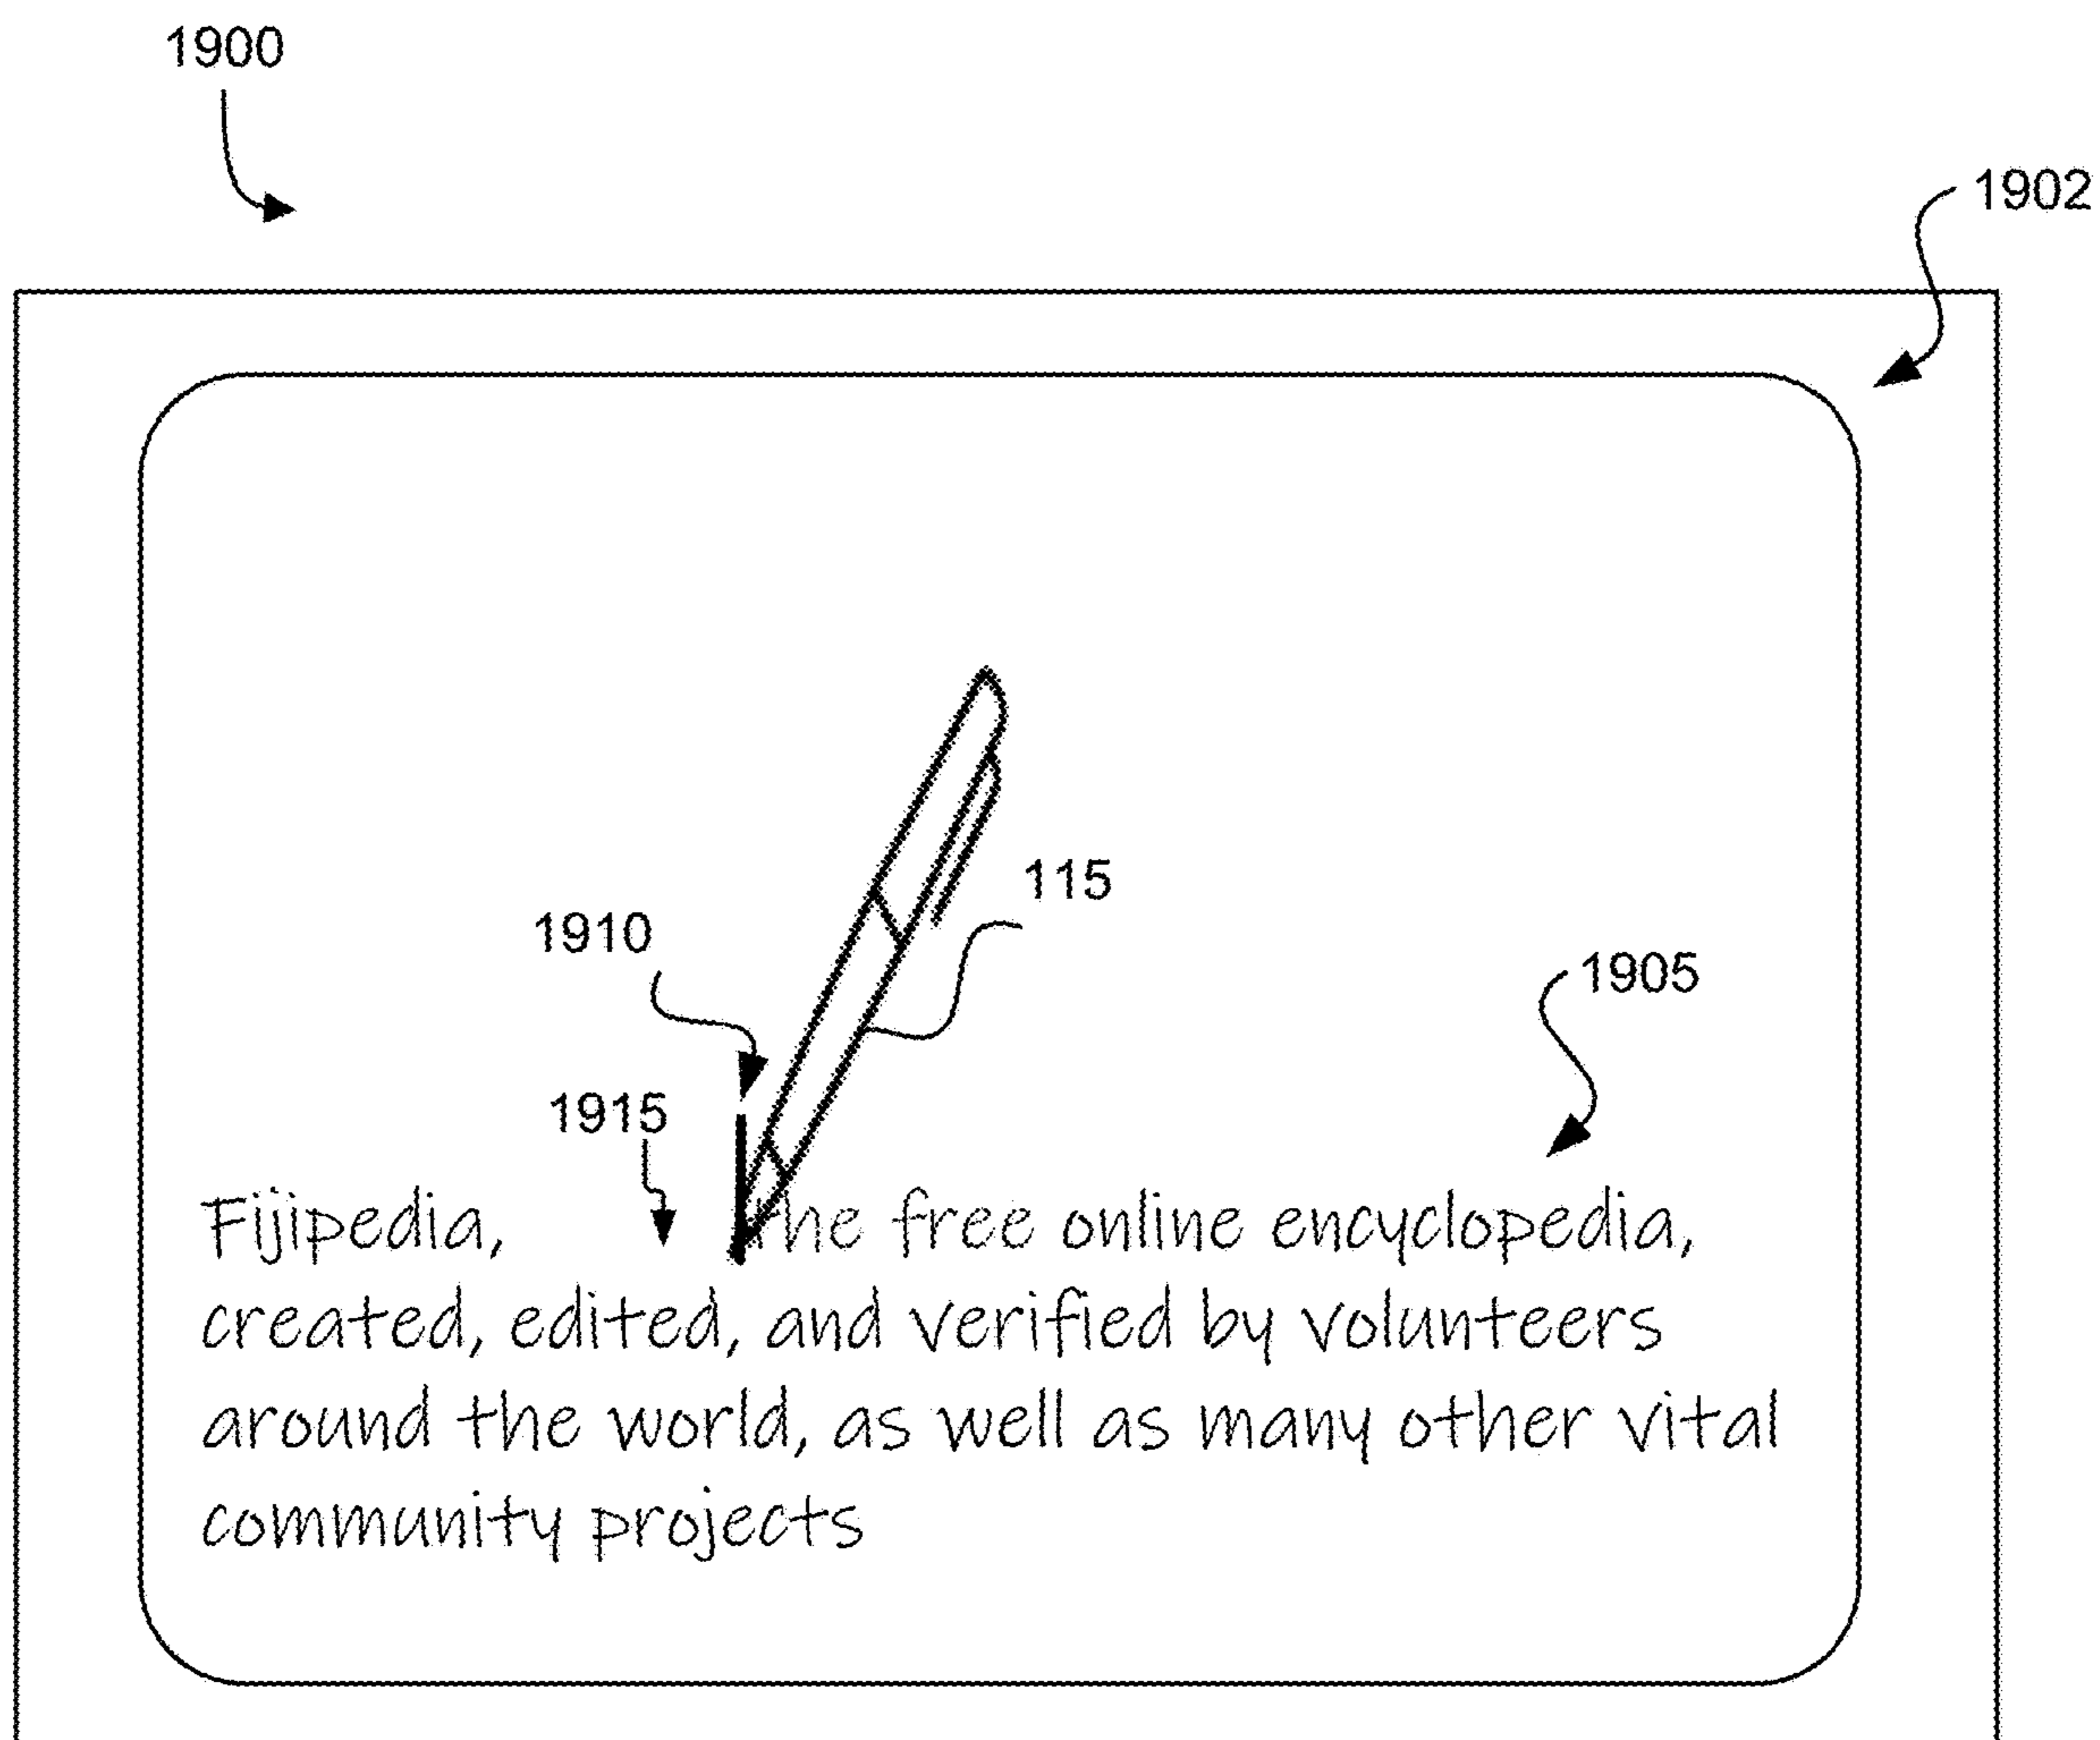 1900
1902
115
1910
1905
1915
Fijipedia, the free online encyclopedia,
created, edited, and verified by volunteers
around the world, as well as many other vital
community projects